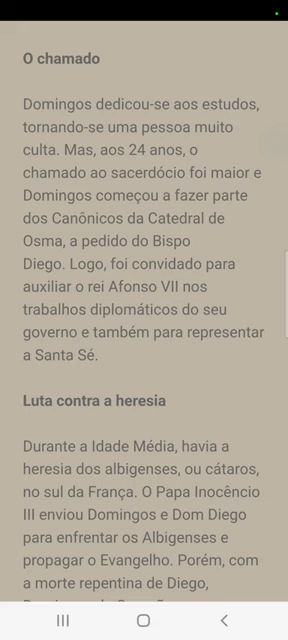 O chamado
Domingos dedicou-se aos estudos,
tornando-se uma pessoa muito
culta. Mas, aos 24 anos, o
chamado ao sacerdócio foi maior e
Domingos começou a fazer parte
dos Canônicos da Catedral de
Osma, a pedido do Bispo
Diego. Logo, foi convidado para
auxiliar o rei Afonso VII nos
trabalhos diplomáticos do seu
governo e também para representar
a Santa Sé.
Luta contra a heresia
Durante a Idade Média, havia a
heresia dos albigenses, ou cátaros,
no sul da França. O Papa Inocêncio
III enviou Domingos e Dom Diego
para enfrentar os Albigenses e
propagar o Evangelho. Porém, com
a morte repentina de Diego,